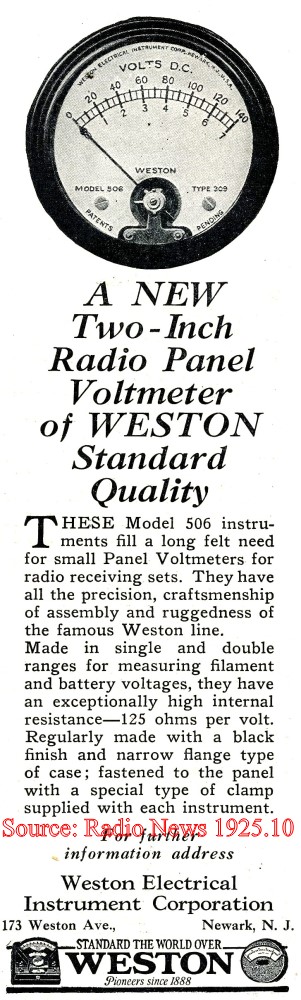 WESTON ELECTRICAL INSTRUMENT CORP. NEWARK, N.J. U.S.A.
VOLTS D.C.
0 20 40 60 80 100 120 140
1 2 3 4 5 6 7
WESTON
MODEL 506 TYPE 309
PATENTS PENDING
A NEW
Two-Inch
Radio Panel
Voltmeter
of WESTON
Standard
Quality
THESE Model 506 instru-
ments fill a long felt need
for small Panel Voltmeters for
radio receiving sets. They have
all the precision, craftsmenship
of assembly and ruggedness of
the famous Weston line.
Made in single and double
ranges for measuring filament
and battery voltages, they have
an exceptionally high internal
resistance—125 ohms per volt.
Regularly made with a black
finish and narrow flange type
of case; fastened to the panel
with a special type of clamp
supplied with each instrument.
Source: Radio News 1925.10
For further
information address
Weston Electrical
Instrument Corporation
173 Weston Ave., Newark, N. J.
STANDARD THE WORLD OVER
WESTON
Pioneers since 1888